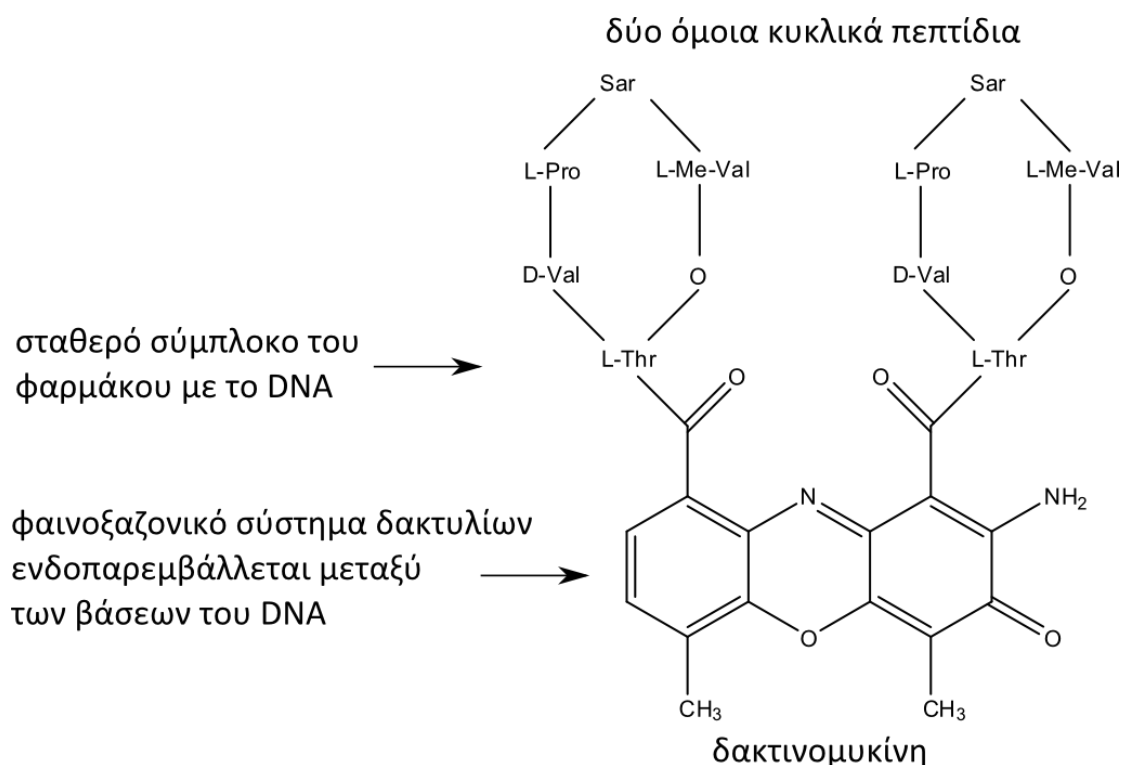 δύο όμοια κυκλικά πεπτίδια
Sar
Sar
L-Pro
L-Me-Val
L-Pro
L-Me-Val
D-Val
O
D-Val
O
σταθερό σύμπλοκο του
φαρμάκου με το DNA
L-Thr
L-Thr
O
O
φαινοξαζονικό σύστημα δακτυλίων
ενδοπαρεμβάλλεται μεταξύ
των βάσεων του DNA
N
NH₂
O
O
CH₃
CH₃
δακτινομυκίνη